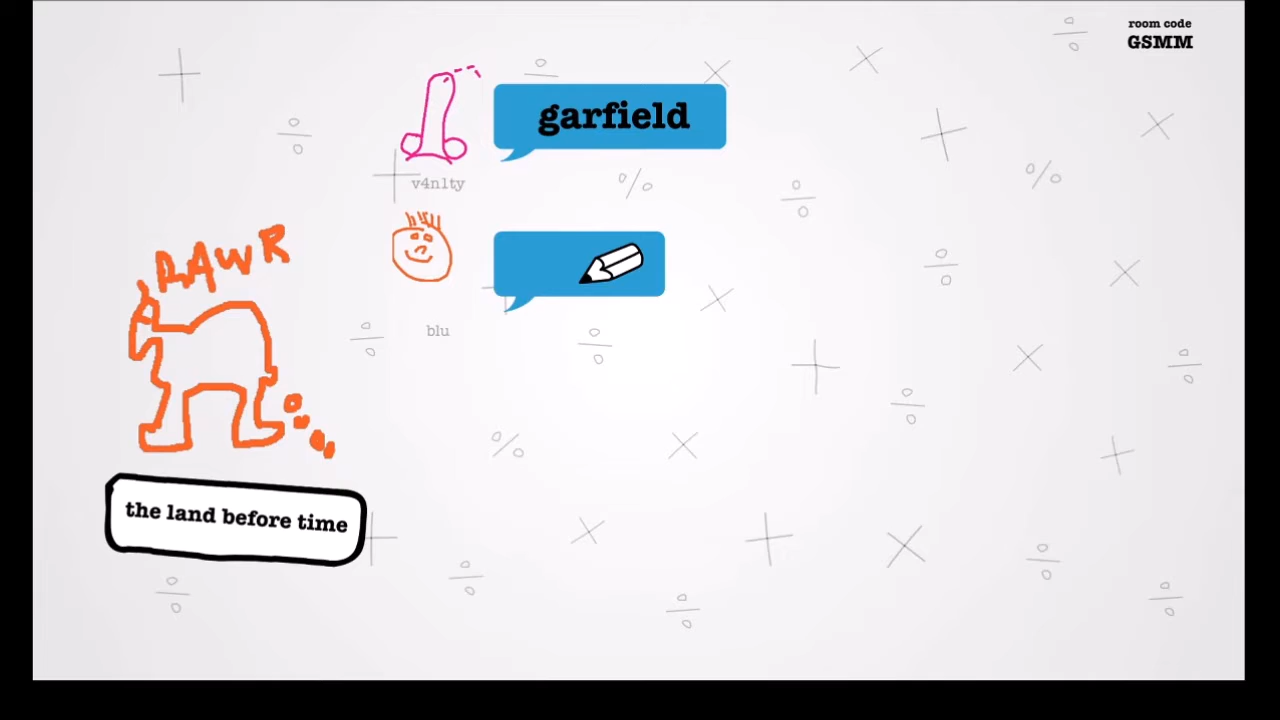 room code
GSMM
garfield
v4n1ty
RAWR
blu
the land before time